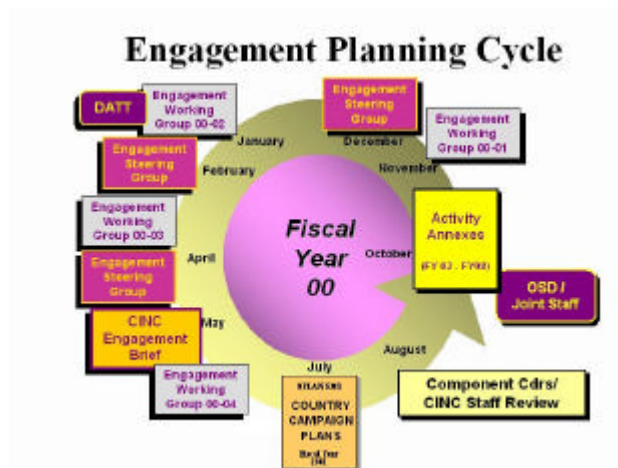 Engagement Planning Cycle
DATT
Engagement
Working
Group 00-02
Engagement
Steering
Group
Engagement
Working
Group 00-01
January
December
November
February
Engagement
Steering
Group
Engagement
Working
Group 00-03
April
Engagement
Steering
Group
Fiscal
Year
00
October
Activity
Annexes
OSD /
Joint Staff
CINC
Engagement
Brief
May
August
July
Engagement
Working
Group 00-04
COUNTRY
CAMPAIGN
PLANS
Component Cdrs/
CINC Staff Review